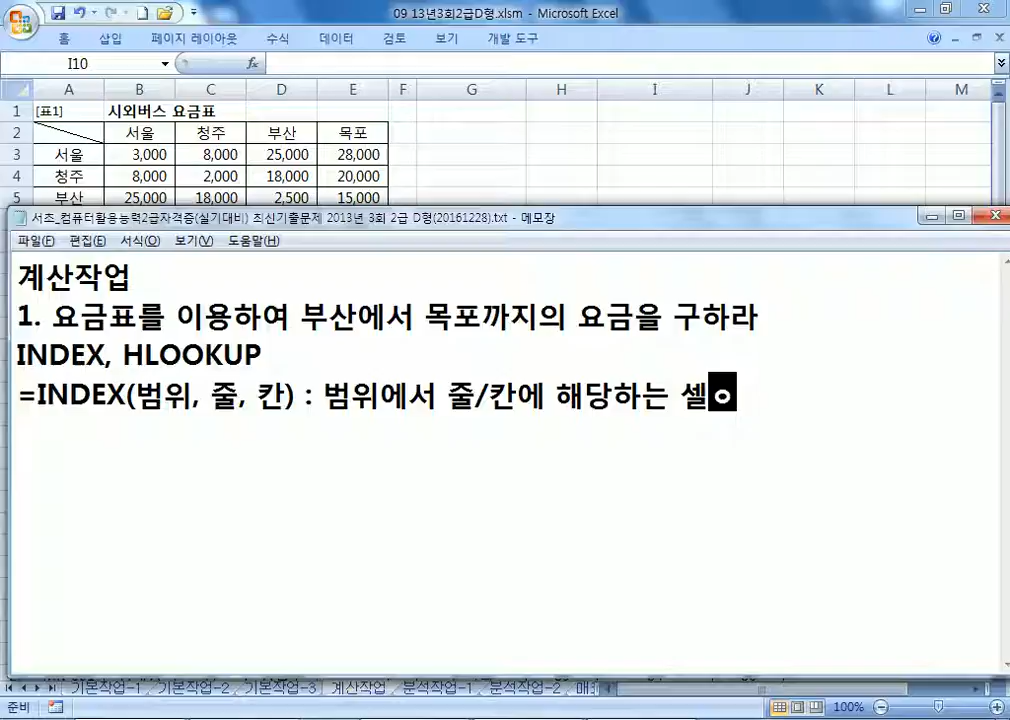 09 13년3회2급D형.xlsm - Microsoft Excel
홈 삽입 페이지 레이아웃 수식 데이터 검토 보기 개발 도구
I10 fx
A B C D E F G H I J K L M
1 [표1] 시외버스 요금표
2 서울 청주 부산 목포
3 서울 3,000 8,000 25,000 28,000
4 청주 8,000 2,000 18,000 20,000
5 부산 25,000 18,000 2,500 15,000
서츠_컴퓨터활용능력2급자격증(실기대비) 최신기출문제 2013년 3회 2급 D형(20161228).txt - 메모장
파일(F) 편집(E) 서식(O) 보기(V) 도움말(H)
계산작업
1. 요금표를 이용하여 부산에서 목포까지의 요금을 구하라
INDEX, HLOOKUP
=INDEX(범위, 줄, 칸) : 범위에서 줄/칸에 해당하는 셀ㅇ
기본작업-1 기본작업-2 기본작업-3 계산작업 분석작업-1 분석작업-2 매
준비 100%